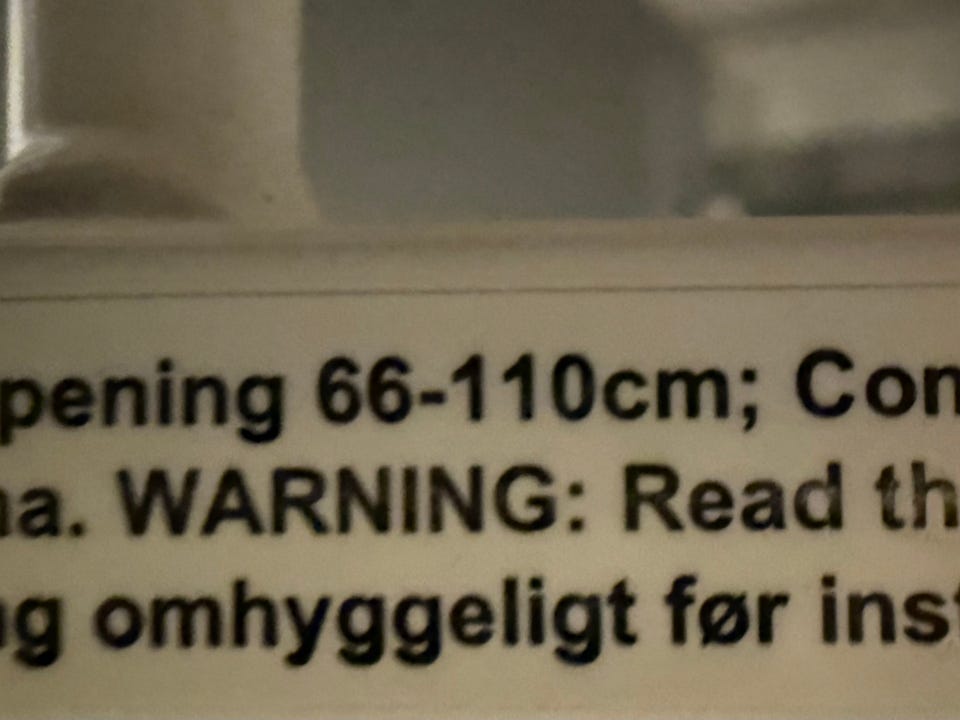 pening 66-110cm; Con
a. WARNING: Read th
g omhyggeligt før ins